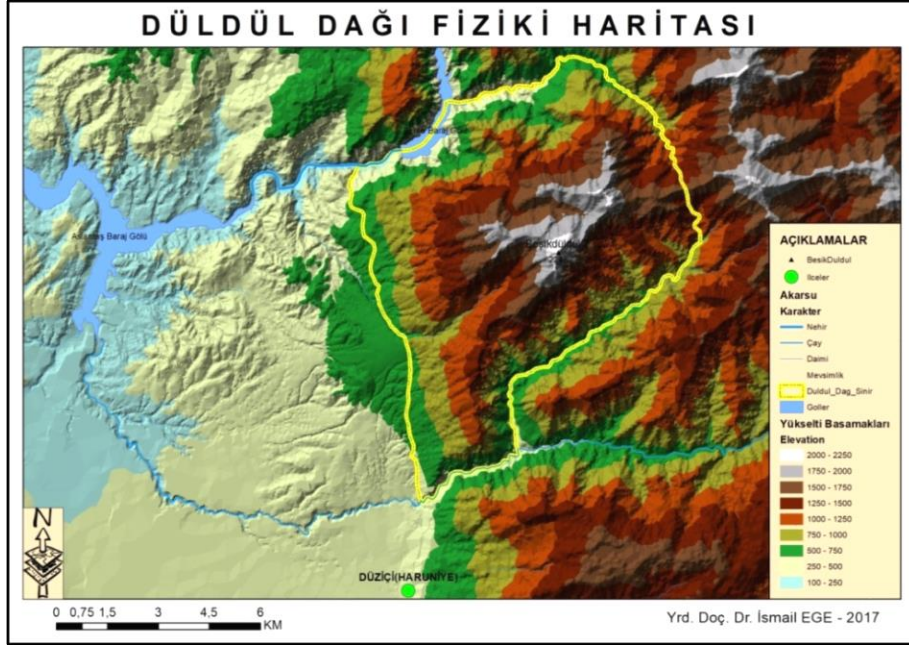 DÜLDÜL DAĞI FİZİKİ HARİTASI
Baraj Gölü
Baraj Gölü
AÇIKLAMALAR
BesikDuldul
Ilceler
Akarsu
Karakter
Nehir
Çay
Daimi
Mevsimlik
Duldul_Dag_Sinir
Goller
Yükselti Basamakları
Elevation
2000 - 2250
1750 - 2000
1500 - 1750
1250 - 1500
1000 - 1250
750 - 1000
500 - 750
250 - 500
100 - 250
N
DÜZİÇİ(HARUNİYE)
0 0,75 1,5 3 4,5 6
KM
Yrd. Doç. Dr. İsmail EGE - 2017